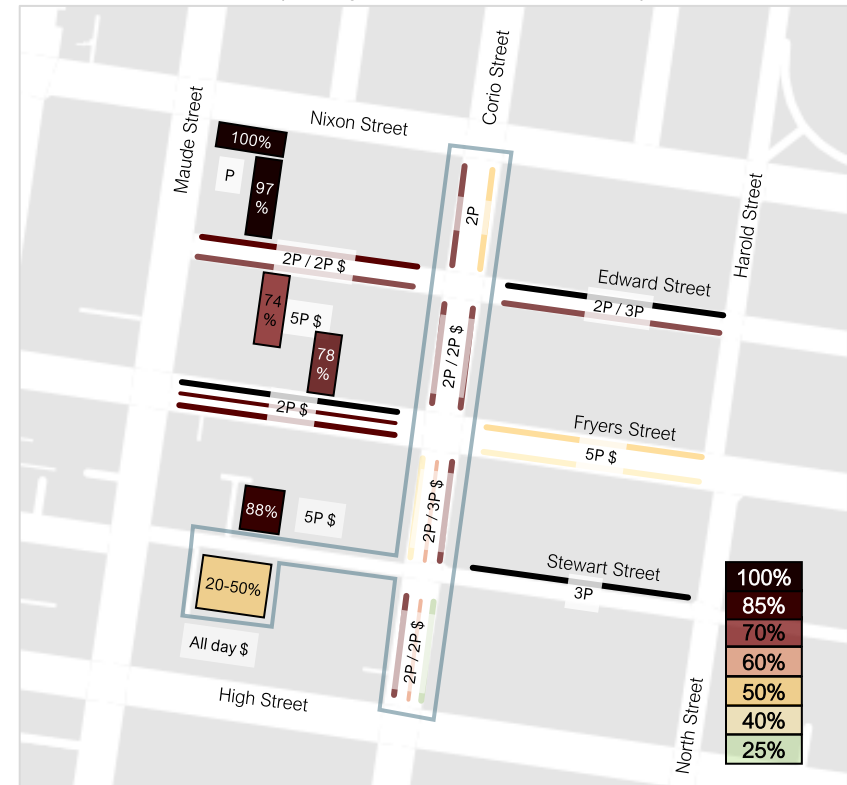 Corio Street
Maude Street
Nixon Street
100%
P
97
%
2P
Harold Street
2P / 2P $
Edward Street
2P / 3P
74
%
5P $
78
%
2P / 2P $
2P $
Fryers Street
5P $
88%
5P $
2P / 3P $
Stewart Street
3P
20-50%
All day $
2P / 2P $
High Street
North Street
100%
85%
70%
60%
50%
40%
25%